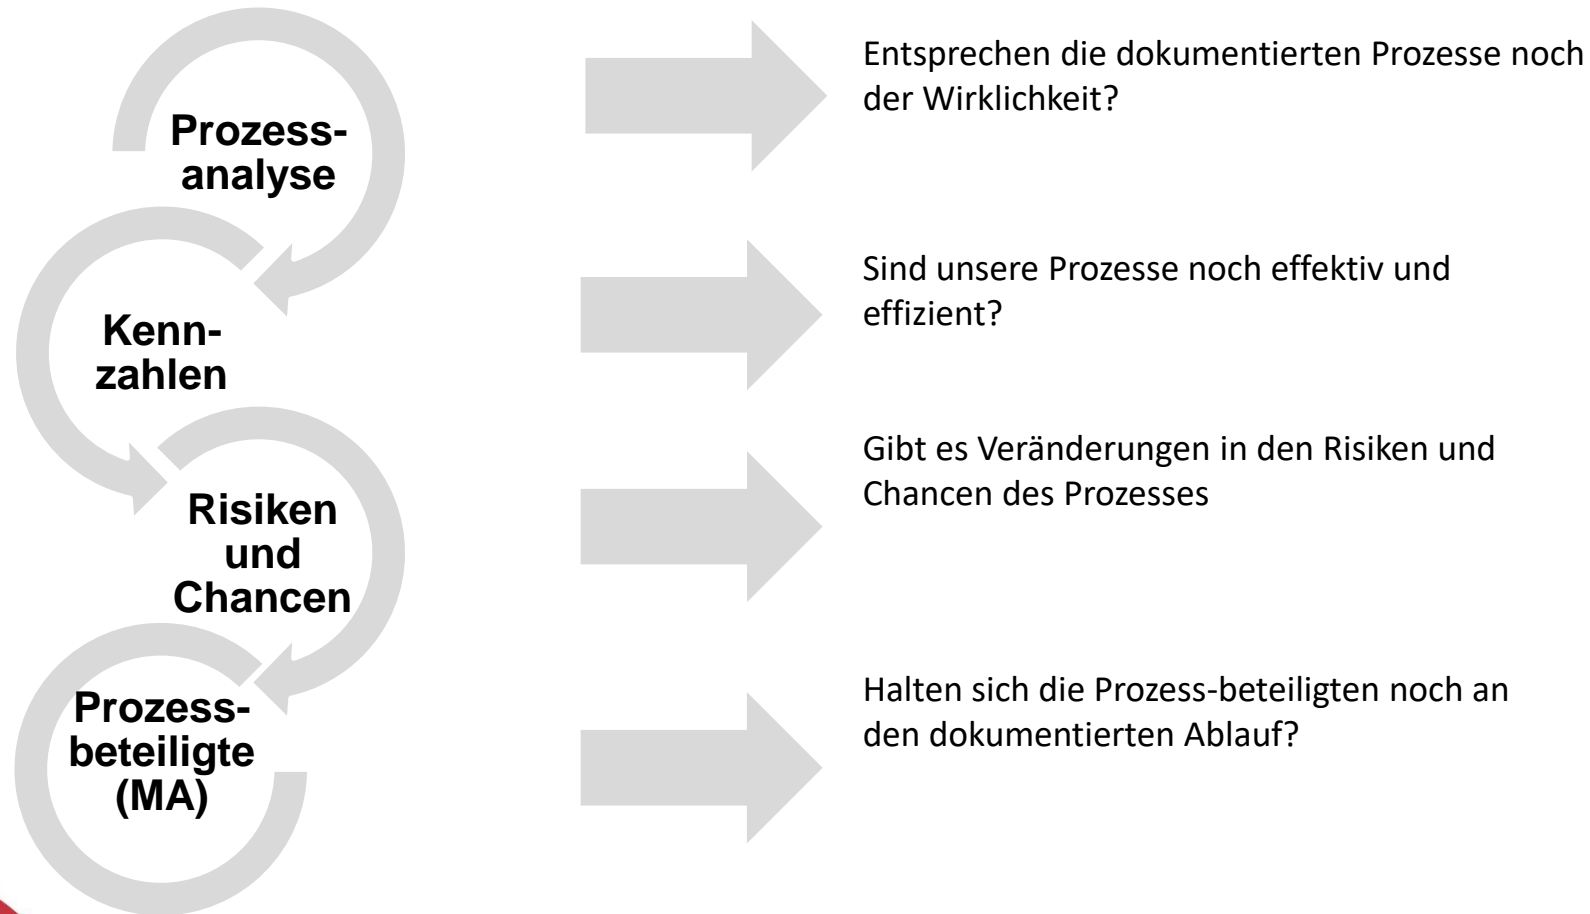 Prozess-
analyse
Entsprechen die dokumentierten Prozesse noch
der Wirklichkeit?
Kenn-
zahlen
Sind unsere Prozesse noch effektiv und
effizient?
Risiken
und
Chancen
Gibt es Veränderungen in den Risiken und
Chancen des Prozesses
Prozess-
beteiligte
(MA)
Halten sich die Prozess-beteiligten noch an
den dokumentierten Ablauf?